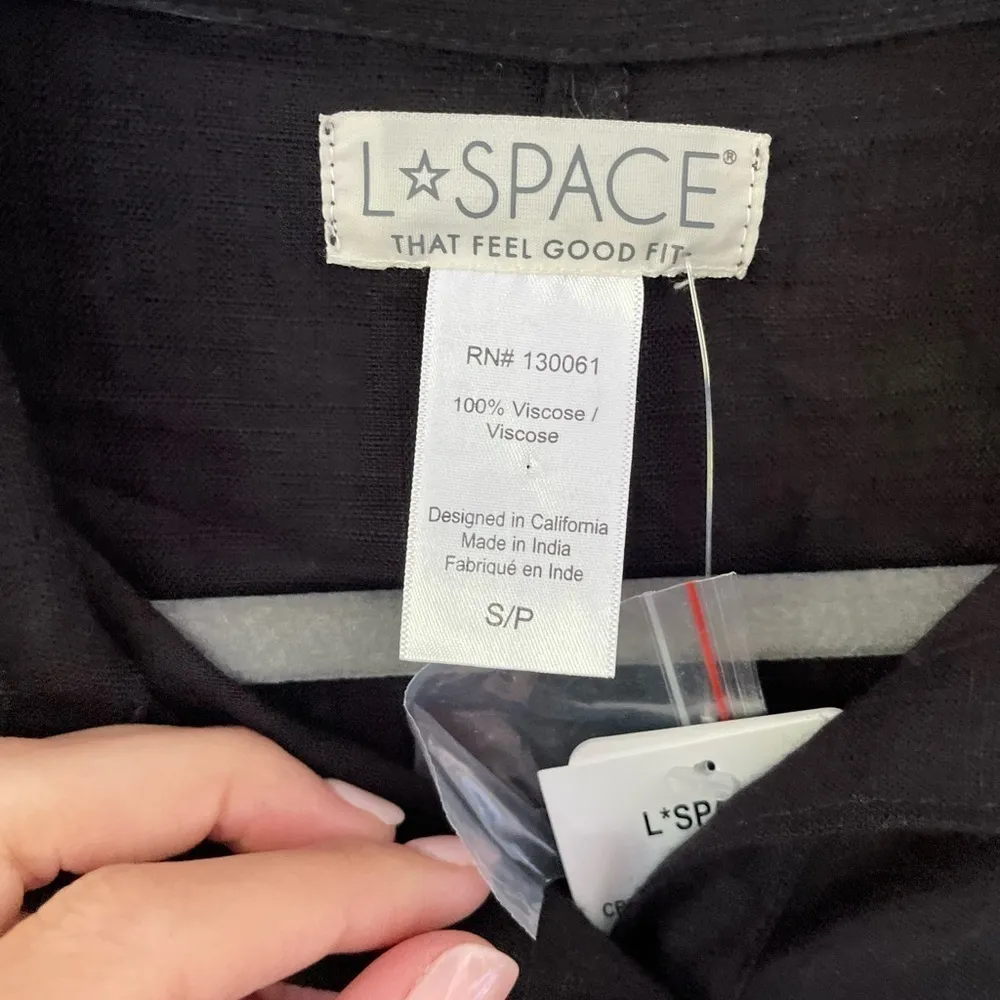 L☆SPACE®
THAT FEEL GOOD FIT
RN# 130061
100% Viscose /
Viscose
Designed in California
Made in India
Fabriqué en Inde
S/P
L*SP